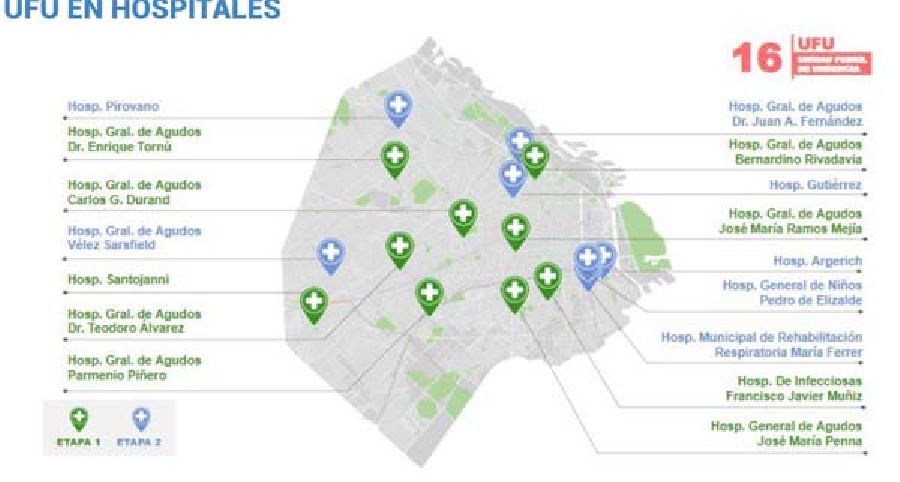 UFU EN HOSPITALES
16
UFU
UNIDAD FEBRIL
DE URGENCIA
Hosp. Pirovano
Hosp. Gral. de Agudos
Dr. Enrique Tornú
Hosp. Gral. de Agudos
Carlos G. Durand
Hosp. Gral. de Agudos
Vélez Sarsfield
Hosp. Santojanni
Hosp. Gral. de Agudos
Dr. Teodoro Álvarez
Hosp. Gral. de Agudos
Parmenio Piñero
ETAPA 1
ETAPA 2
Hosp. Gral. de Agudos
Dr. Juan A. Fernández
Hosp. Gral. de Agudos
Bernardino Rivadavia
Hosp. Gutiérrez
Hosp. Gral. de Agudos
José María Ramos Mejía
Hosp. Argerich
Hosp. General de Niños
Pedro de Elizalde
Hosp. Municipal de Rehabilitación
Respiratoria María Ferrer
Hosp. De Infecciosas
Francisco Javier Muñiz
Hosp. General de Agudos
José María Penna